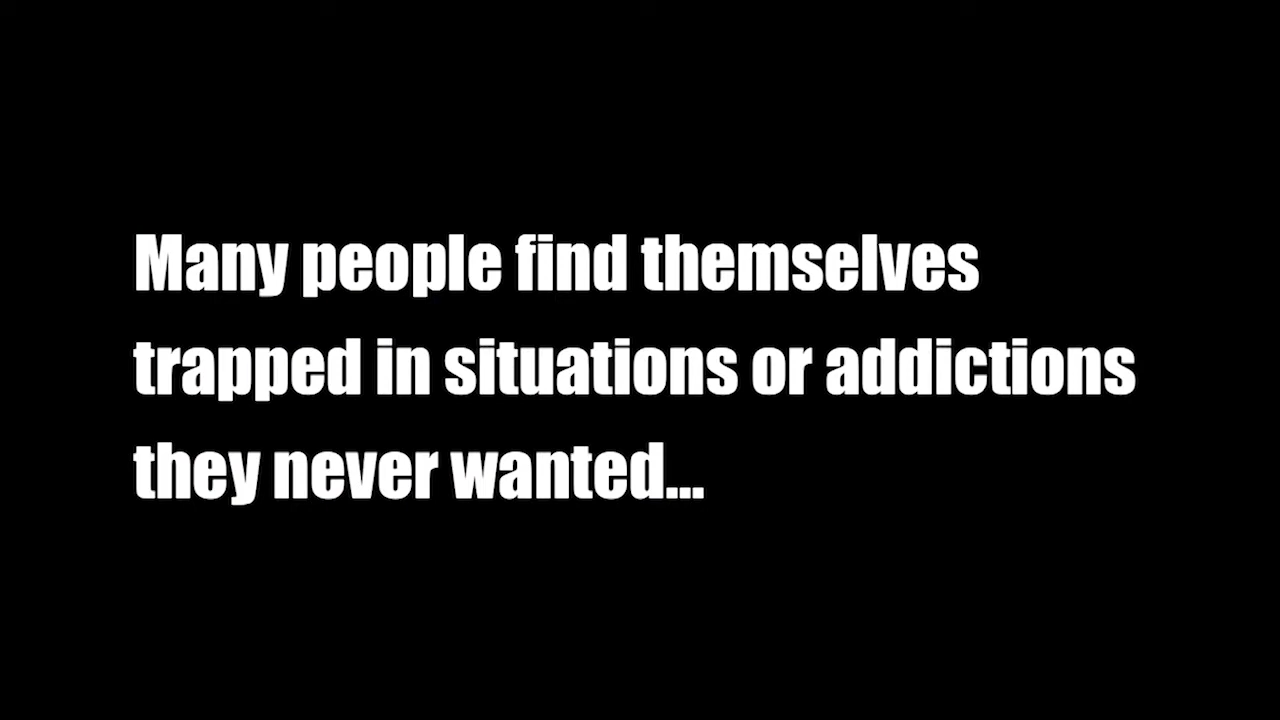 Many people find themselves
trapped in situations or addictions
they never wanted...